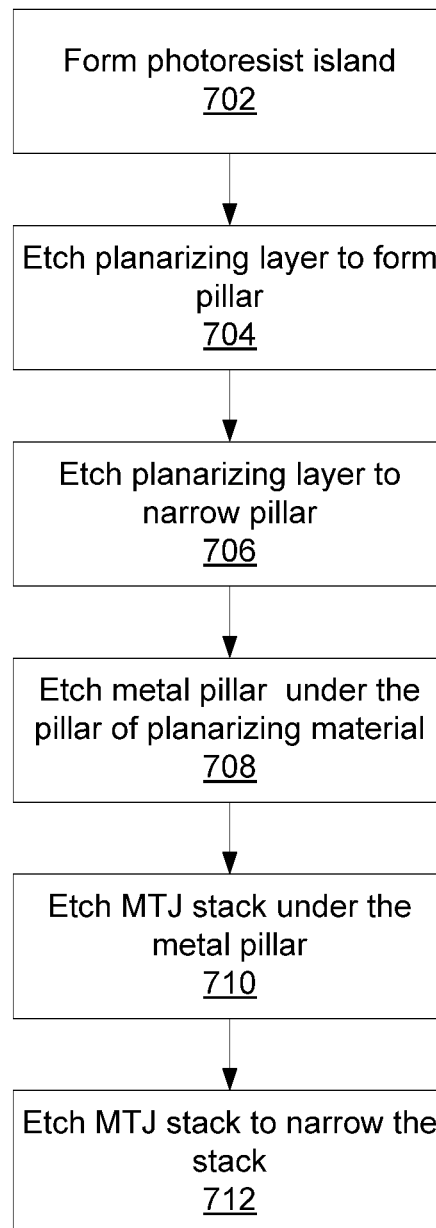 Form photoresist island
702
Etch planarizing layer to form
pillar
704
Etch planarizing layer to
narrow pillar
706
Etch metal pillar under the
pillar of planarizing material
708
Etch MTJ stack under the
metal pillar
710
Etch MTJ stack to narrow the
stack
712